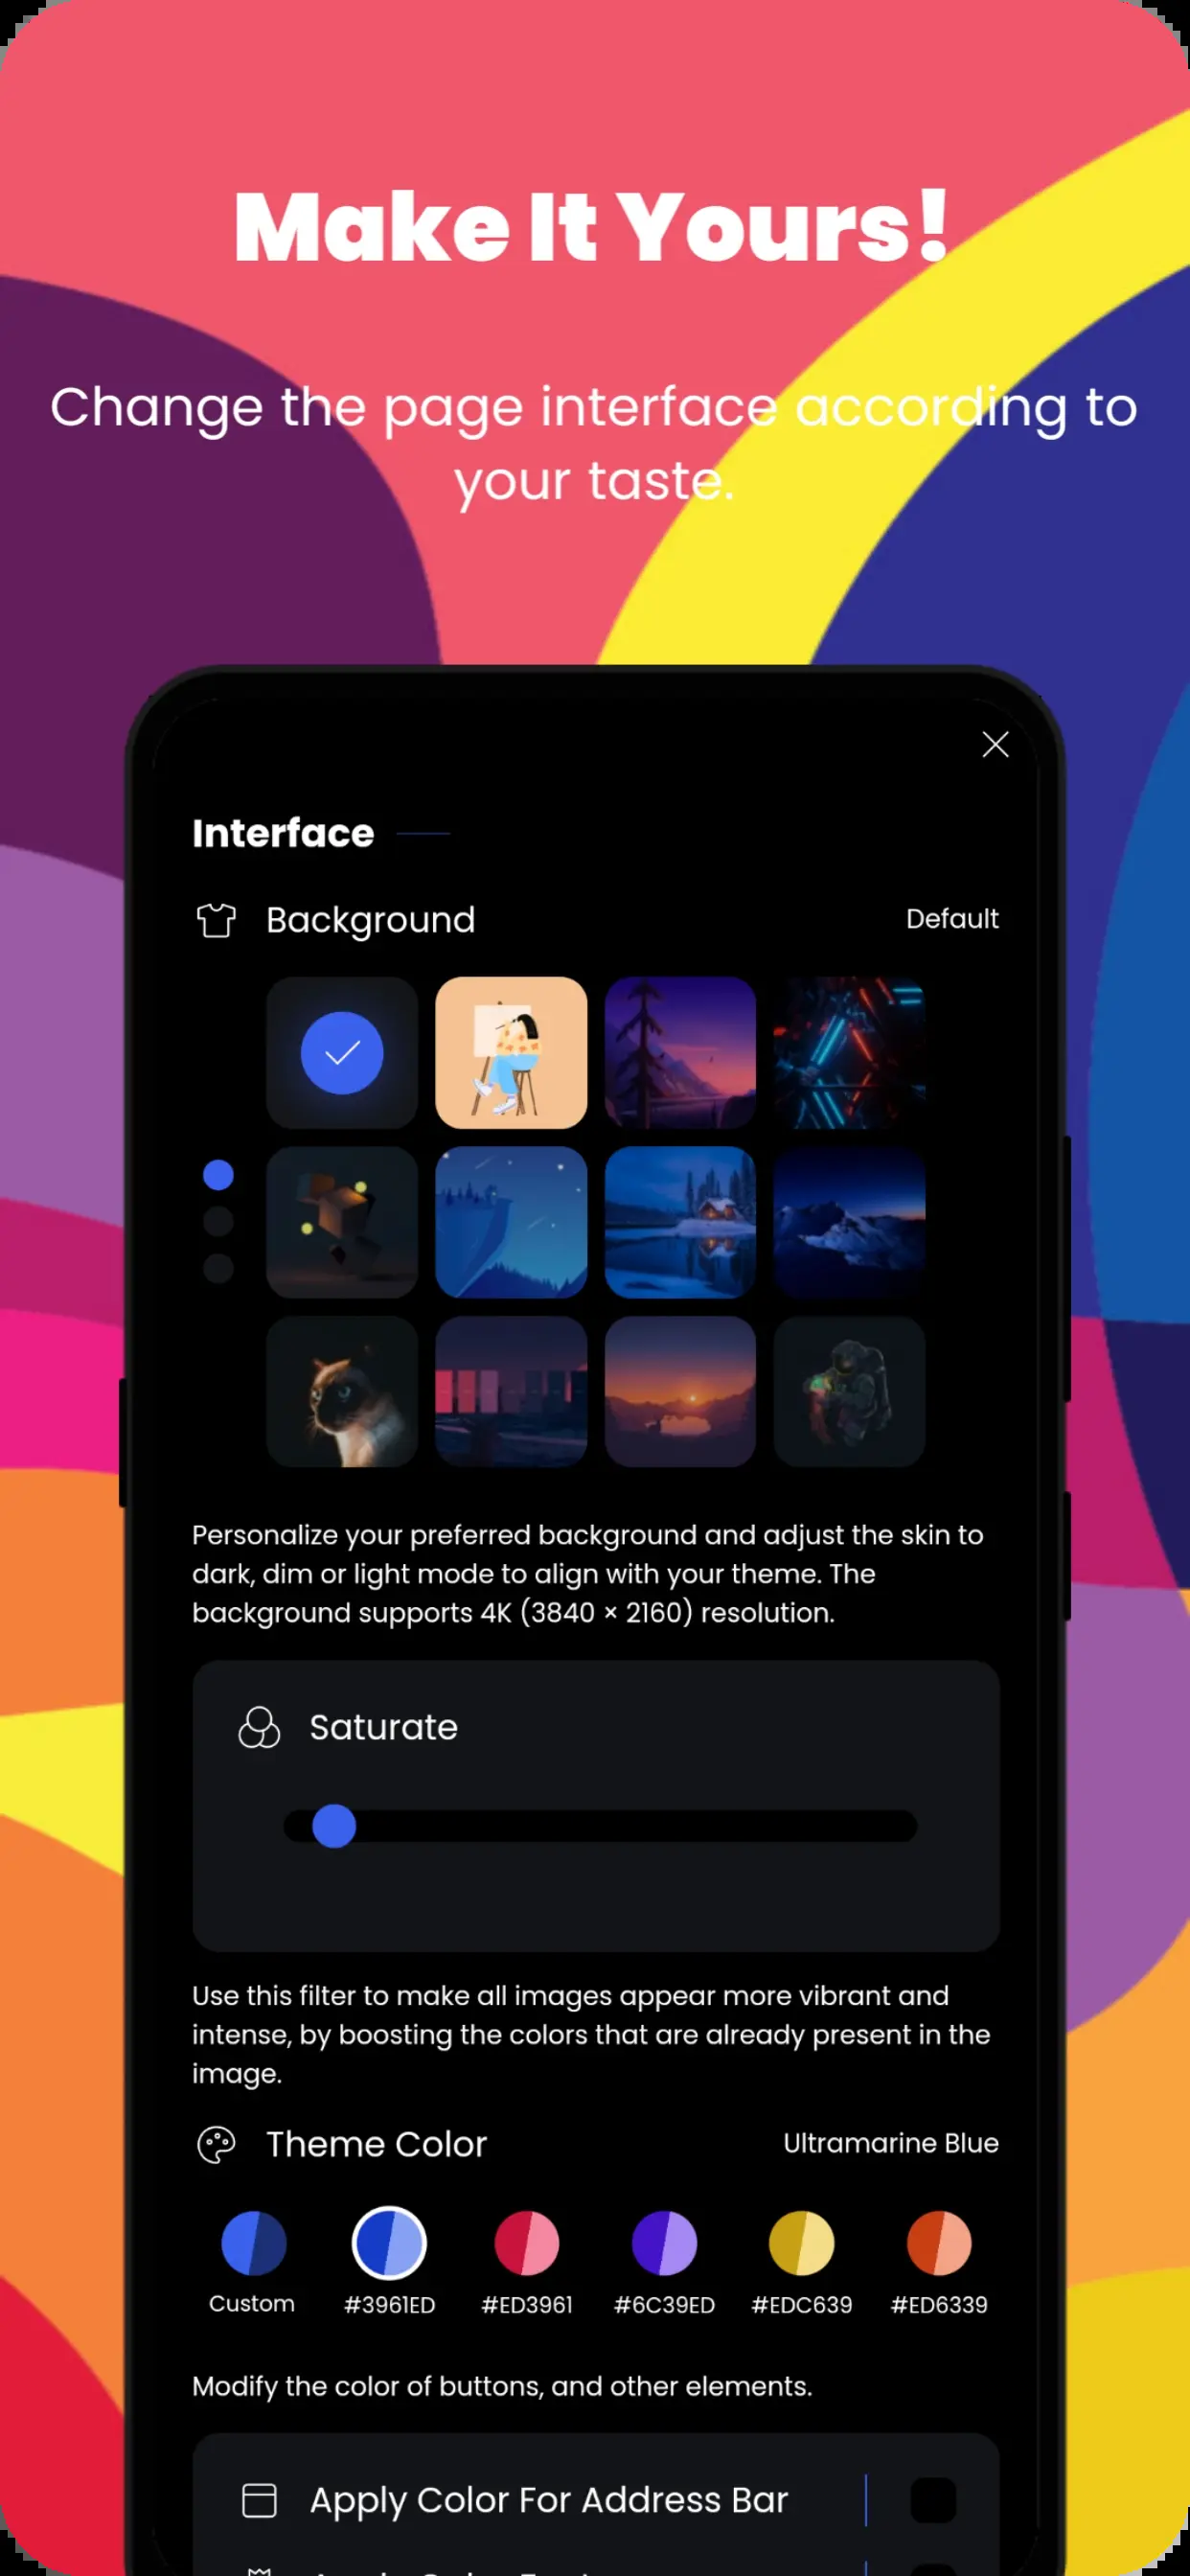 Make It Yours!
Change the page interface according to
your taste.
Interface
Background
Default
Personalize your preferred background and adjust the skin to
dark, dim or light mode to align with your theme. The
background supports 4K (3840 × 2160) resolution.
Saturate
Use this filter to make all images appear more vibrant and
intense, by boosting the colors that are already present in the
image.
Theme Color
Ultramarine Blue
Custom
#3961ED
#ED3961
#6C39ED
#EDC639
#ED6339
Modify the color of buttons, and other elements.
Apply Color For Address Bar